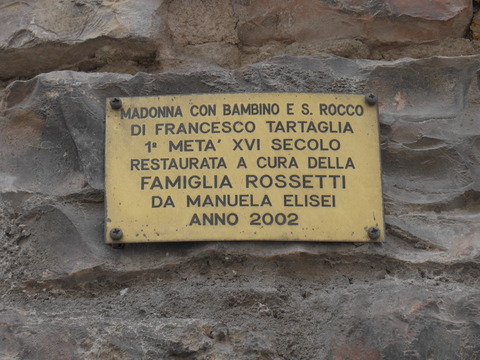 MADONNA CON BAMBINO E S. ROCCO
DI FRANCESCO TARTAGLIA
1ª META' XVI SECOLO
RESTAURATA A CURA DELLA
FAMIGLIA ROSSETTI
DA MANUELA ELISEI
ANNO 2002